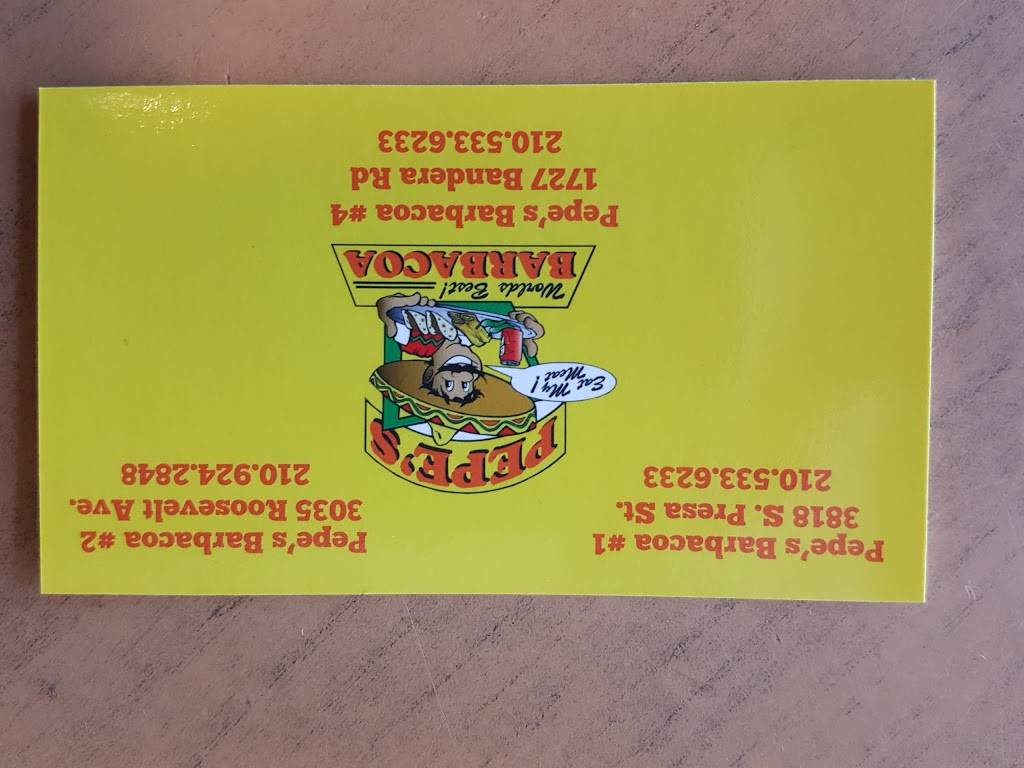 Pepe's Barbacoa #1
3818 S. Presa St.
210.533.6233
Pepe's Barbacoa #2
3035 Roosevelt Ave.
210.924.2848
PEPE'S
Eat My!
Meat
Worlds Best!
BARBACOA
Pepe's Barbacoa #4
1727 Bandera Rd
210.533.6233